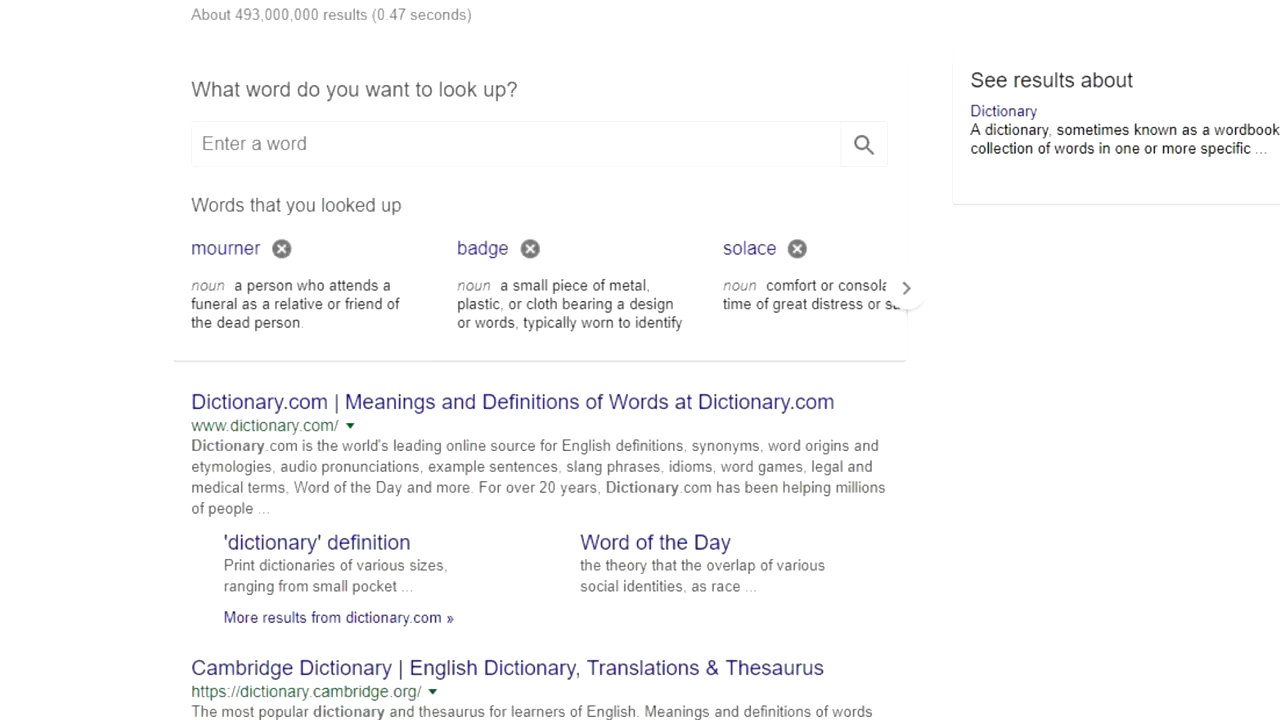 About 493,000,000 results (0.47 seconds)
What word do you want to look up?
Enter a word
Words that you looked up
mourner
noun a person who attends a
funeral as a relative or friend of
the dead person.
badge
noun a small piece of metal,
plastic, or cloth bearing a design
or words, typically worn to identify
solace
noun comfort or consola
time of great distress or sa
See results about
Dictionary
A dictionary, sometimes known as a wordbook
collection of words in one or more specific ...
Dictionary.com | Meanings and Definitions of Words at Dictionary.com
www.dictionary.com/
Dictionary.com is the world's leading online source for English definitions, synonyms, word origins and
etymologies, audio pronunciations, example sentences, slang phrases, idioms, word games, legal and
medical terms, Word of the Day and more. For over 20 years, Dictionary.com has been helping millions
of people ...
'dictionary' definition
Print dictionaries of various sizes,
ranging from small pocket ...
Word of the Day
the theory that the overlap of various
social identities, as race ...
More results from dictionary.com »
Cambridge Dictionary | English Dictionary, Translations & Thesaurus
https://dictionary.cambridge.org/
The most popular dictionary and thesaurus for learners of English. Meanings and definitions of words